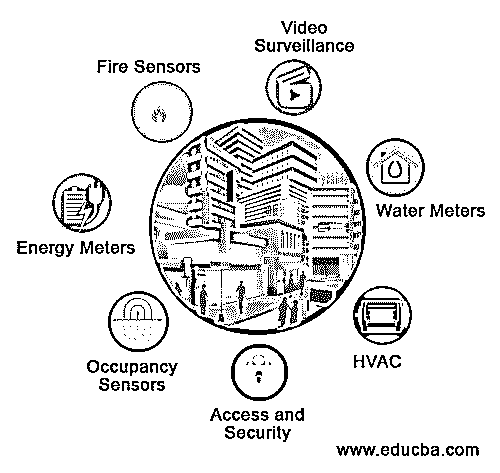 Video
Surveillance
Fire Sensors
Water Meters
Energy Meters
HVAC
Occupancy
Sensors
Access and
Security
www.educba.com